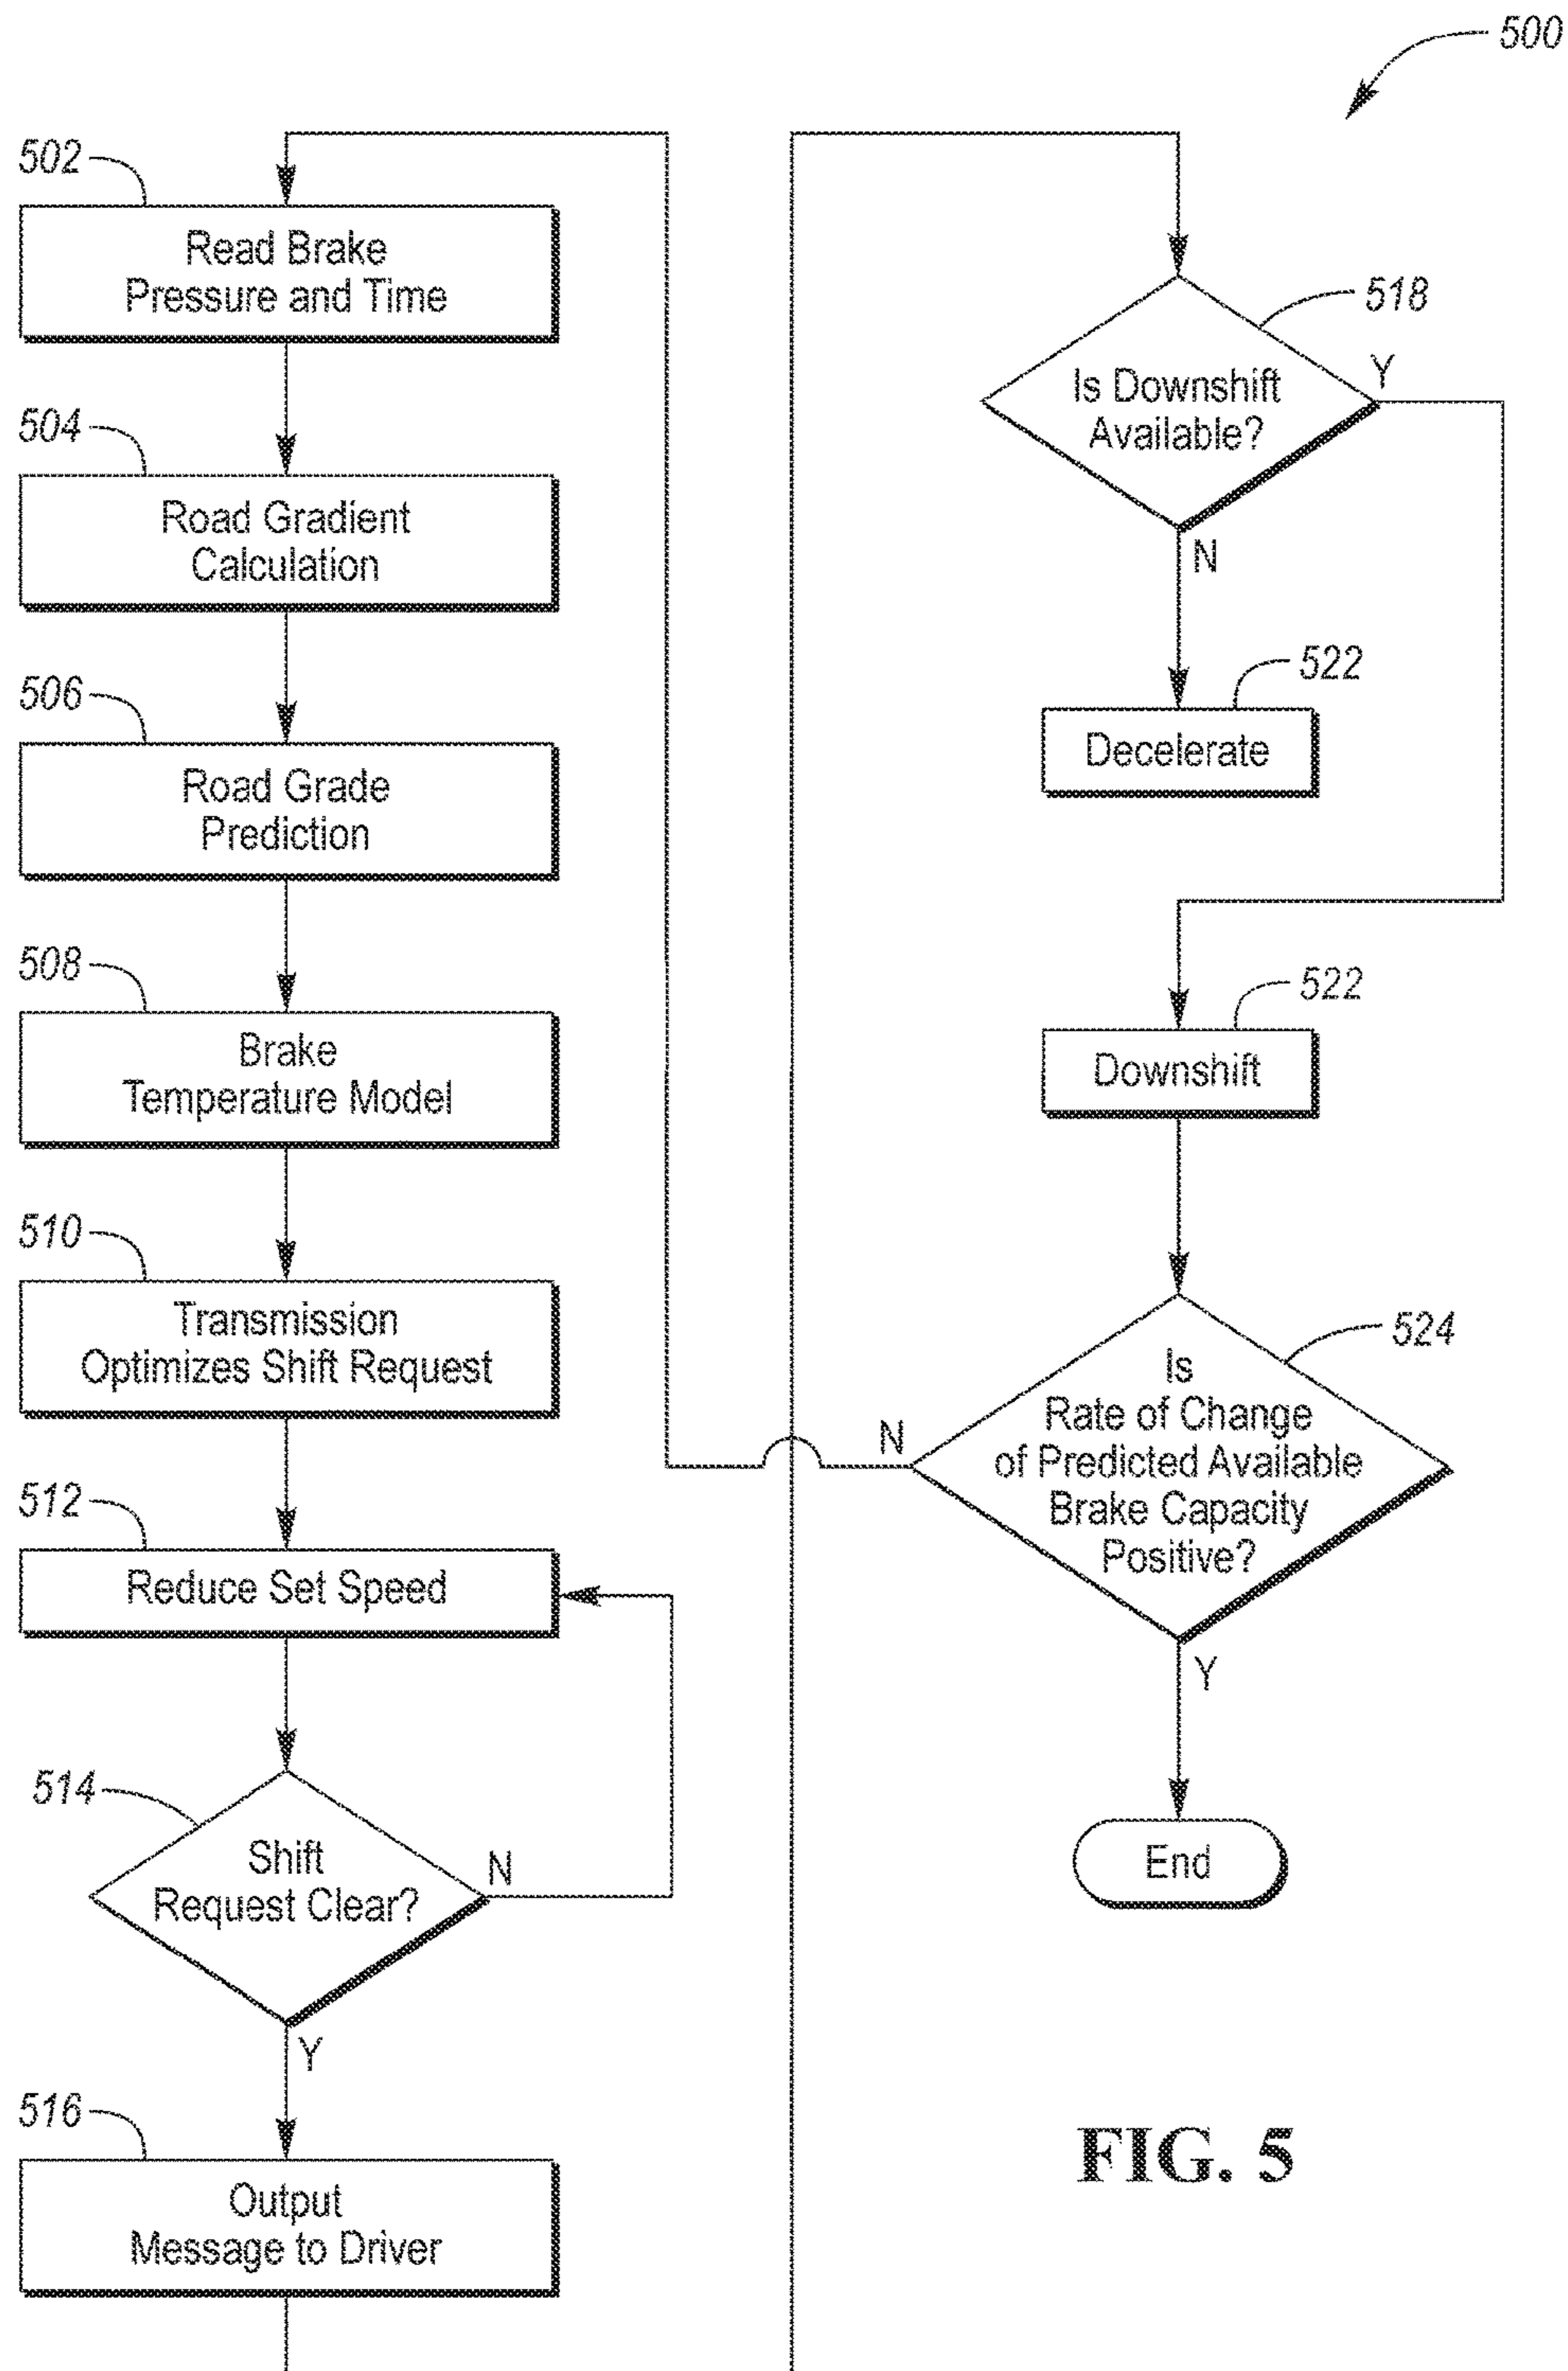 500
502
Read Brake
Pressure and Time
504
Road Gradient
Calculation
506
Road Grade
Prediction
508
Brake
Temperature Model
510
Transmission
Optimizes Shift Request
512
Reduce Set Speed
514
Shift
Request Clear?
N
Y
516
Output
Message to Driver
518
Is Downshift
Available?
Y
N
522
Decelerate
522
Downshift
524
Is
Rate of Change
of Predicted Available
Brake Capacity
Positive?
N
Y
End
FIG. 5